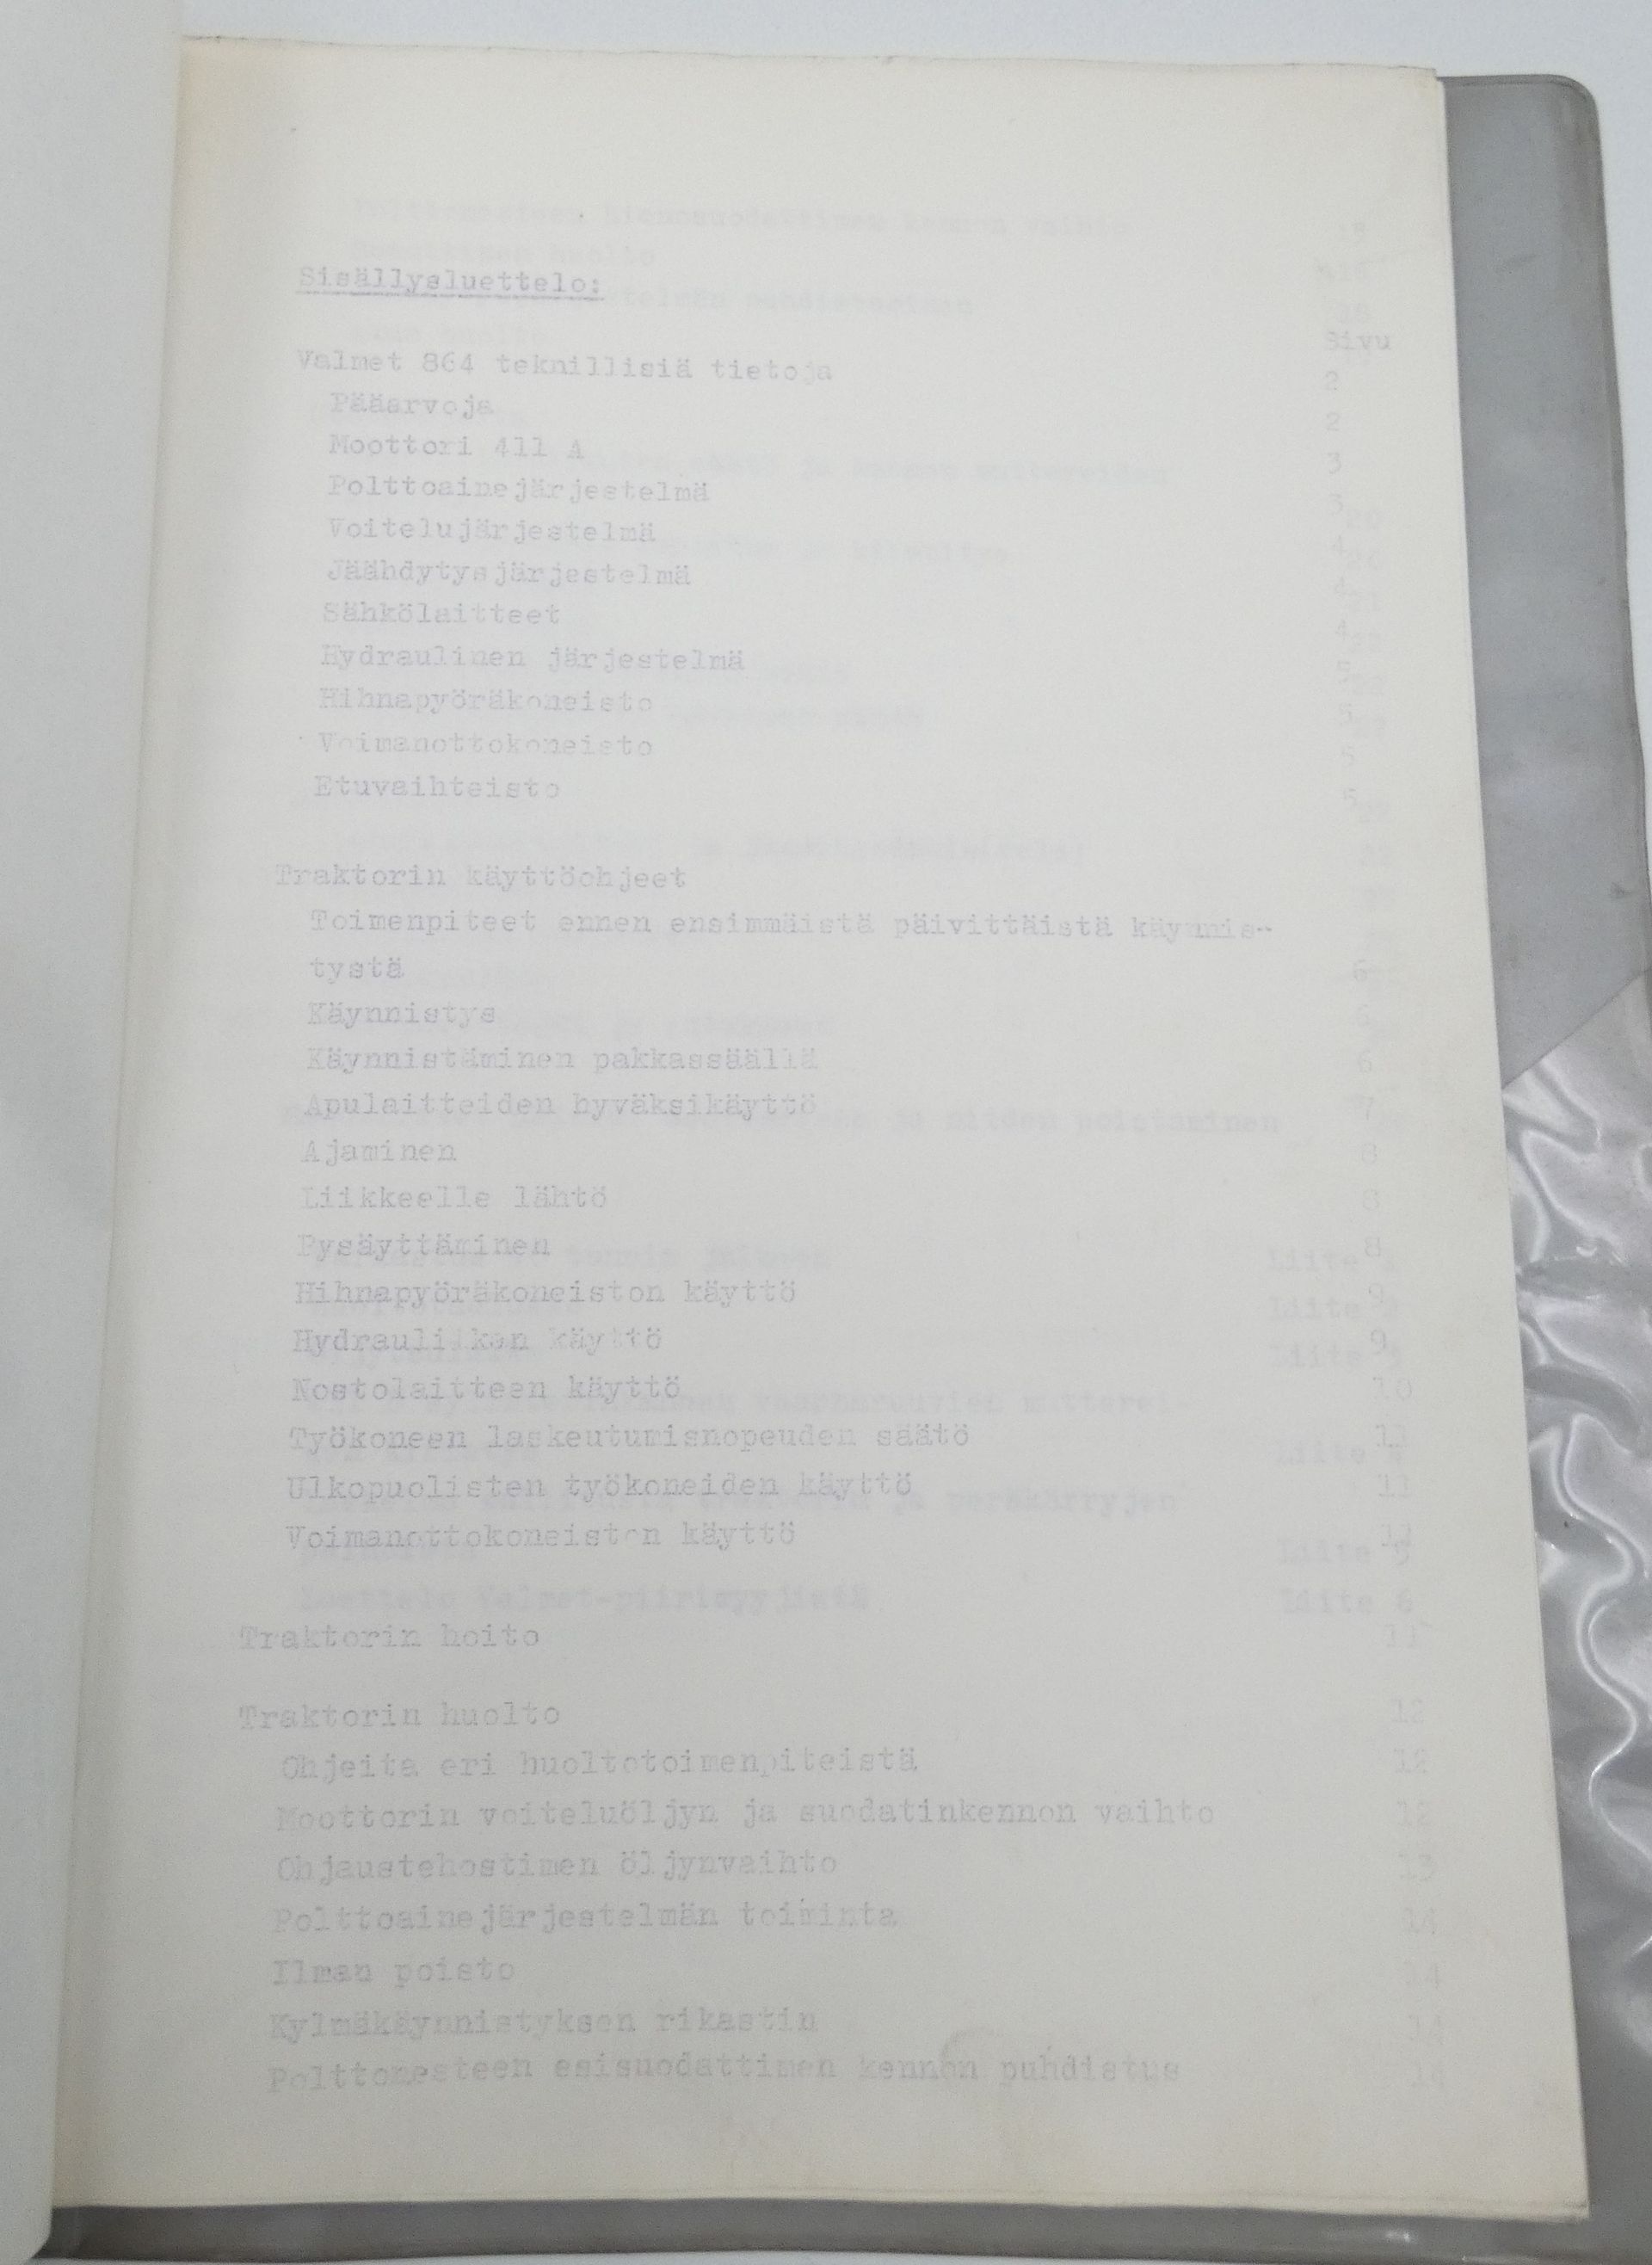 Sisällysluettelo:
Sivu
Valmet 864 teknillisiä tietoja 2
Pääarvoja 2
Moottori 411 A 3
Polttoainejärjestelmä 3
Voitelujärjestelmä 4
Jäähdytysjärjestelmä 4
Sähkölaitteet 4
Hydraulinen järjestelmä 5
Hihnapyöräkoneisto 5
Voimanottokoneisto 5
Etuvaihteisto 5
Traktorin käyttöohjeet
Toimenpiteet ennen ensimmäistä päivittäistä käynnis-
tystä 6
Käynnistys 6
Käynnistäminen pakkassäällä 6
Apulaitteiden hyväksikäyttö 7
Ajaminen 8
Liikkeelle lähtö 8
Pysäyttäminen 8
Hihnapyöräkoneiston käyttö 9
Hydrauliikan käyttö 9
Nostolaitteen käyttö 10
Työkoneen laskeutumisnopeuden säätö 11
Ulkopuolisten työkoneiden käyttö 11
Voimanottokoneiston käyttö 11
Traktorin hoito 11
Traktorin huolto 12
Ohjeita eri huoltotoimenpiteistä 12
Moottorin voiteluöljyn ja suodatinkennon vaihto 12
Ohjaustehostimen öljynvaihto 13
Polttoainejärjestelmän toiminta 14
Ilman poisto 14
Kylmäkäynnistyksen rikastin 14
Polttonesteen esisuodattimen kennon puhdistus 14